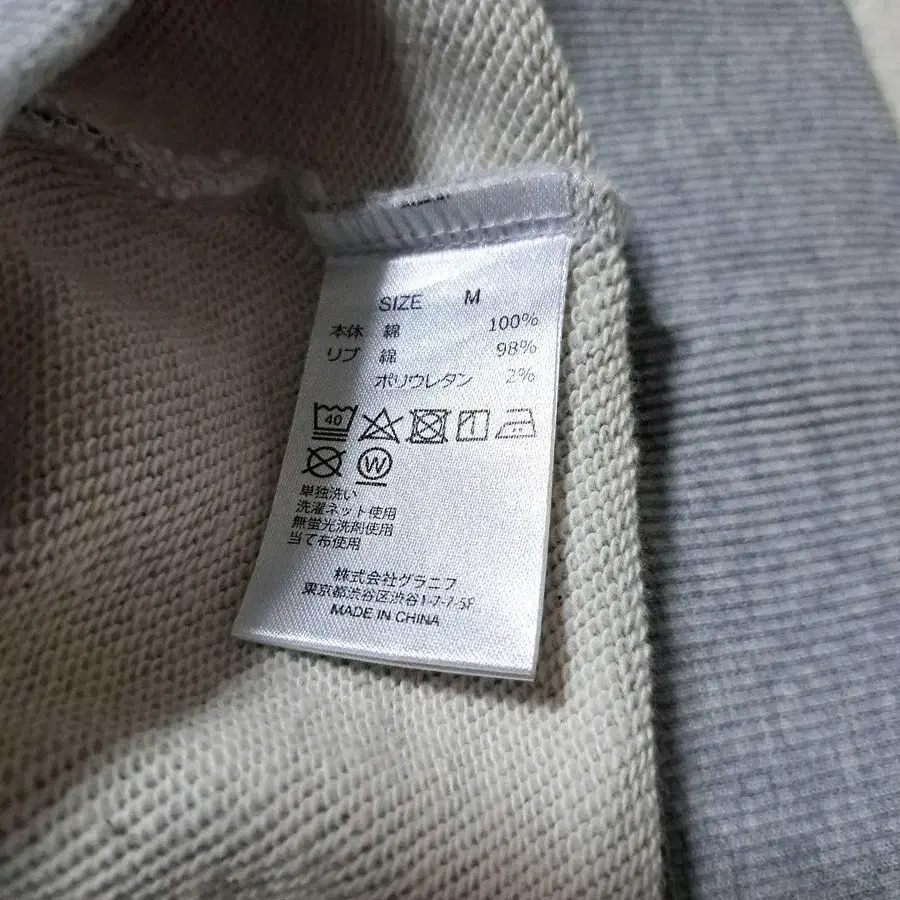 SIZE M
本体 綿 100%
リブ 綿 98%
ポリウレタン 2%
40
W
単独洗い
洗濯ネット使用
無蛍光洗剤使用
当て布使用
株式会社グラニフ
東京都渋谷区渋谷1-7-7-5F
MADE IN CHINA